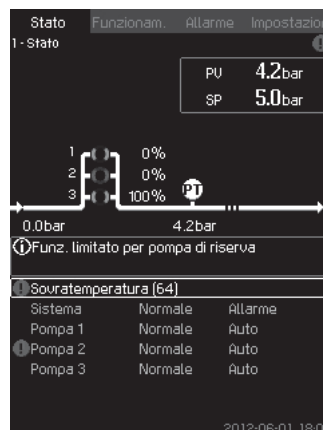 Stato Funzionam. Allarme Impostazion
1 - Stato
PV 4.2bar
SP 5.0bar
1 0%
2 0%
3 100% PT
0.0bar 4.2bar
Funz. limitato per pompa di riserva
Sovratemperatura (64)
Sistema Normale Allarme
Pompa 1 Normale Auto
Pompa 2 Normale Auto
Pompa 3 Normale Auto
2012-06-01 18:0